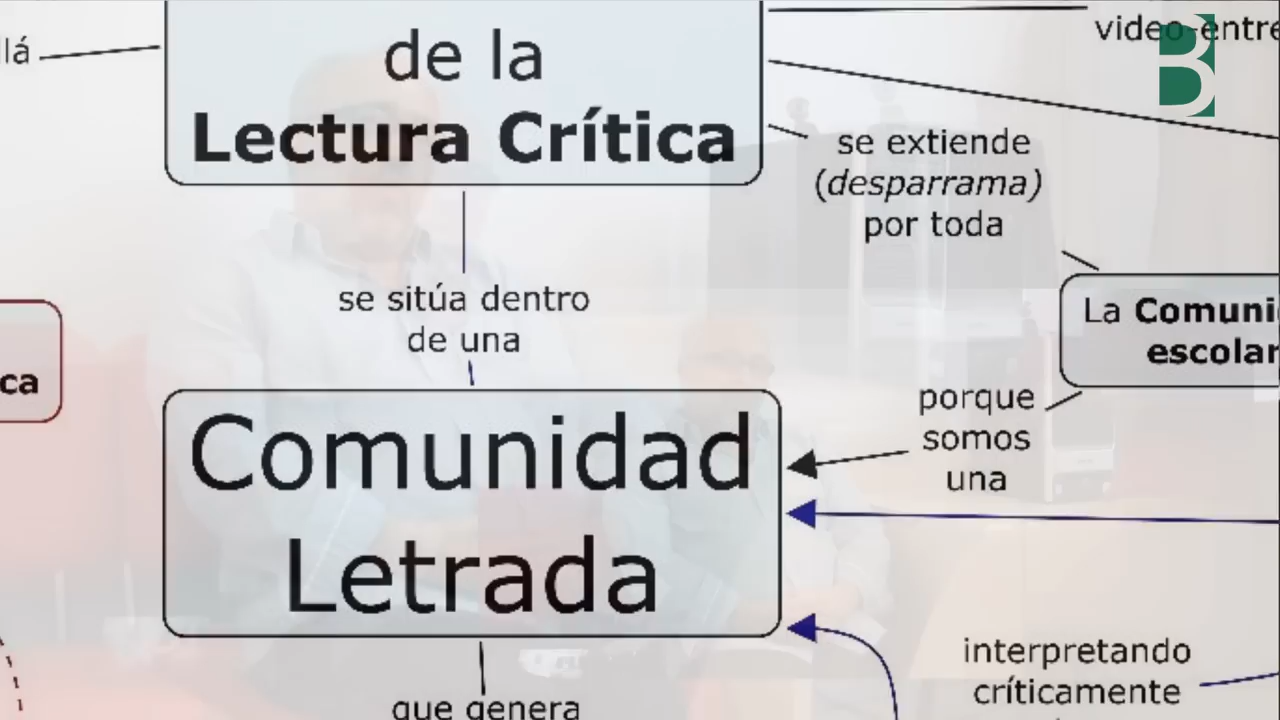 llá
de la
Lectura Crítica
video-entre
B
se extiende
(desparrama)
por toda
se sitúa dentro
de una
La Comuni
escolar
ca
Comunidad
Letrada
porque
somos
una
interpretando
críticamente
que genera